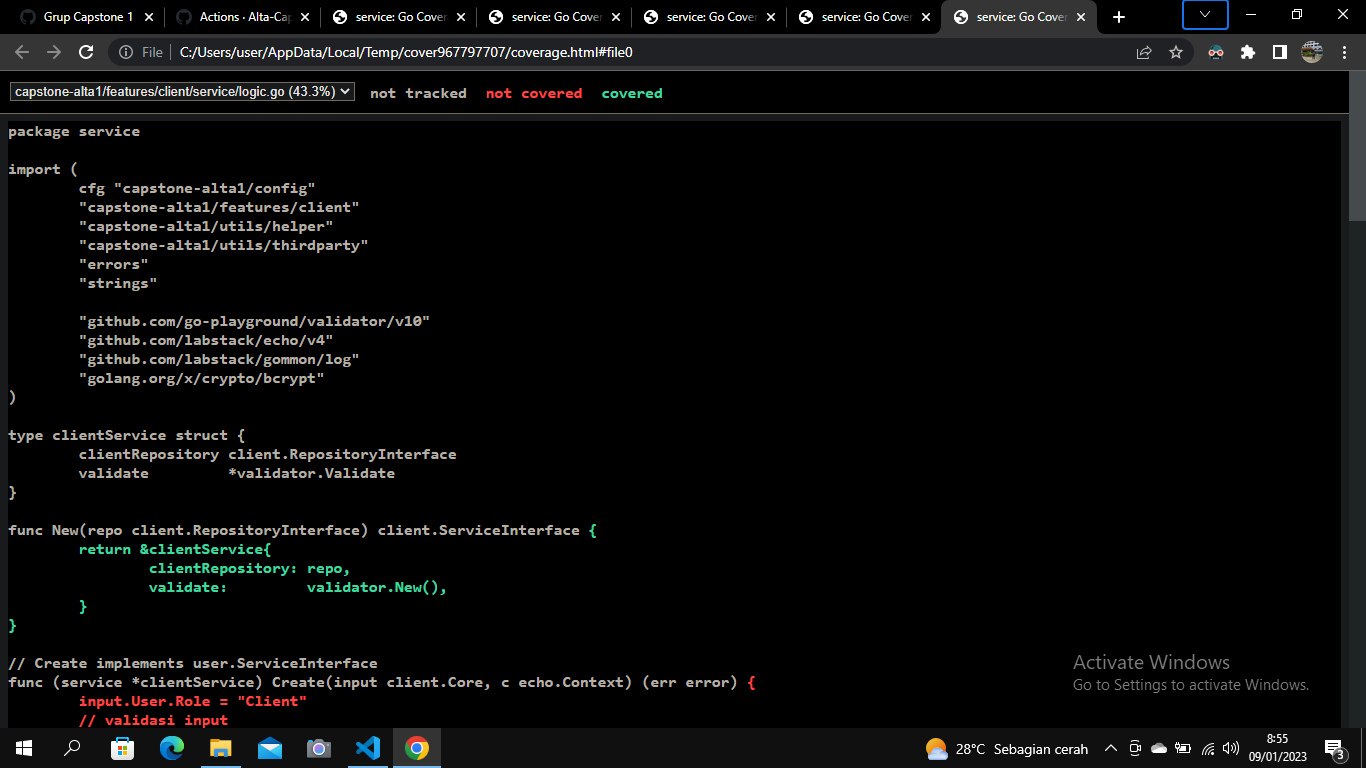 Grup Capstone 1
Actions · Alta-Cap
service: Go Cover
service: Go Cover
service: Go Cover
service: Go Cover
service: Go Cover
File
C:/Users/user/AppData/Local/Temp/cover967797707/coverage.html#file0
capstone-alta1/features/client/service/logic.go (43.3%)
not tracked not covered covered
package service
import (
cfg "capstone-alta1/config"
"capstone-alta1/features/client"
"capstone-alta1/utils/helper"
"capstone-alta1/utils/thirdparty"
"errors"
"strings"
"github.com/go-playground/validator/v10"
"github.com/labstack/echo/v4"
"github.com/labstack/gommon/log"
"golang.org/x/crypto/bcrypt"
)
type clientService struct {
clientRepository client.RepositoryInterface
validate *validator.Validate
}
func New(repo client.RepositoryInterface) client.ServiceInterface {
return &clientService{
clientRepository: repo,
validate: validator.New(),
}
}
// Create implements user.ServiceInterface
func (service *clientService) Create(input client.Core, c echo.Context) (err error) {
input.User.Role = "Client"
// validasi input
Activate Windows
Go to Settings to activate Windows.
28°C Sebagian cerah
8:55
09/01/2023
3